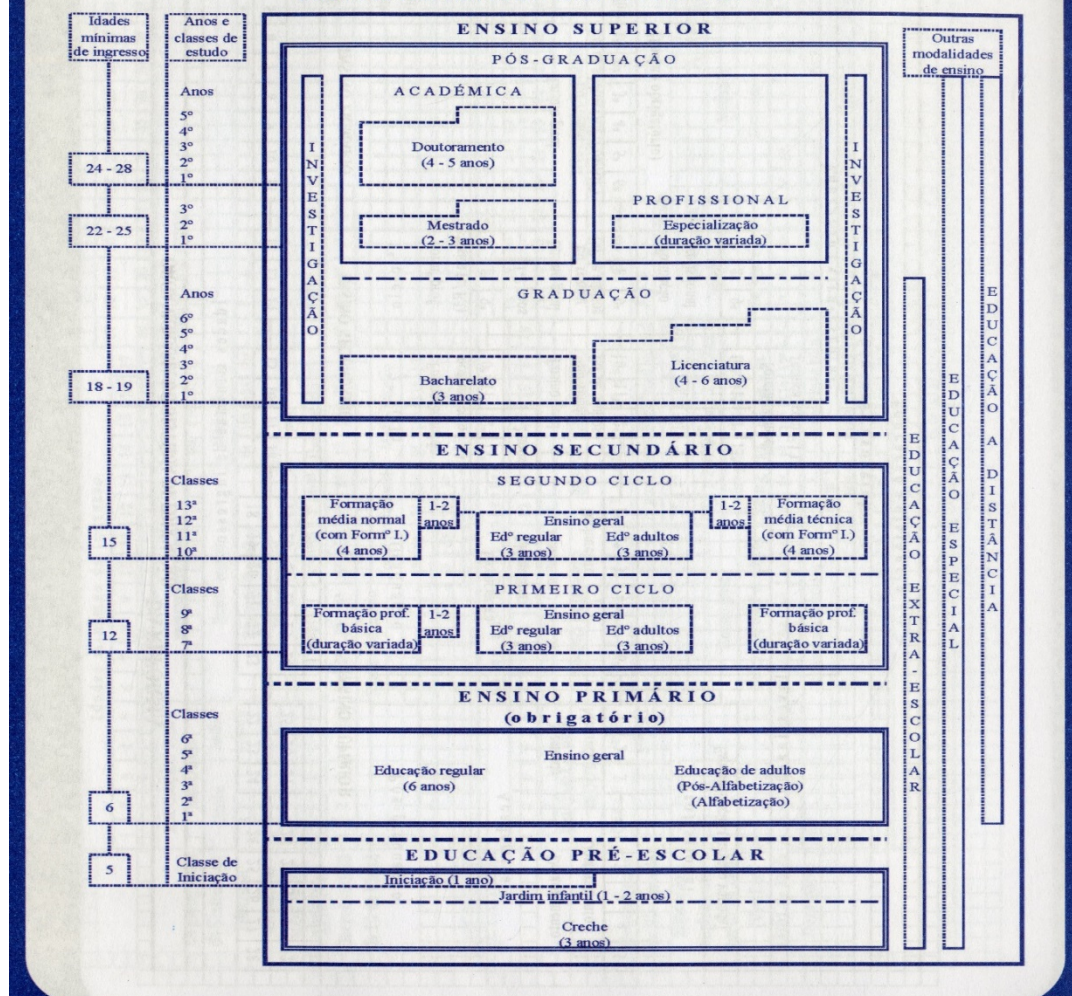 Idades
mínimas
de ingresso
Anos e
classes de
estudo
ENSINO SUPERIOR
Outras
modalidades
de ensino
PÓS-GRADUAÇÃO
Anos
5º
4º
3º
2º
1º
24 - 28
3º
2º
1º
22 - 25
INVESTIGAÇÃO
ACADÉMICA
Doutoramento
(4 - 5 anos)
Mestrado
(2 - 3 anos)
PROFISSIONAL
Especialização
(duração variada)
INVESTIGAÇÃO
GRADUAÇÃO
Anos
6º
5º
4º
3º
2º
1º
18 - 19
Bacharelato
(3 anos)
Licenciatura
(4 - 6 anos)
EDUCAÇÃO EXTRA-ESCOLAR
EDUCAÇÃO ESPECIAL
EDUCAÇÃO A DISTÂNCIA
ENSINO SECUNDÁRIO
SEGUNDO CICLO
Classes
13ª
12ª
11ª
10ª
15
Formação
média normal
(com Formº I.)
(4 anos)
1-2
anos
Ensino geral
Edº regular
(3 anos)
Edº adultos
(3 anos)
1-2
anos
Formação
média técnica
(com Formº I.)
(4 anos)
PRIMEIRO CICLO
Classes
9ª
8ª
7ª
12
Formação prof.
básica
(duração variada)
1-2
anos
Ensino geral
Edº regular
(3 anos)
Edº adultos
(3 anos)
Formação prof.
básica
(duração variada)
ENSINO PRIMÁRIO
(obrigatório)
Classes
6ª
5ª
4ª
3ª
2ª
1ª
6
Ensino geral
Educação regular
(6 anos)
Educação de adultos
(Pós-Alfabetização)
(Alfabetização)
EDUCAÇÃO PRÉ-ESCOLAR
5
Classe de
Iniciação
Iniciação (1 ano)
Jardim infantil (1 - 2 anos)
Creche
(3 anos)